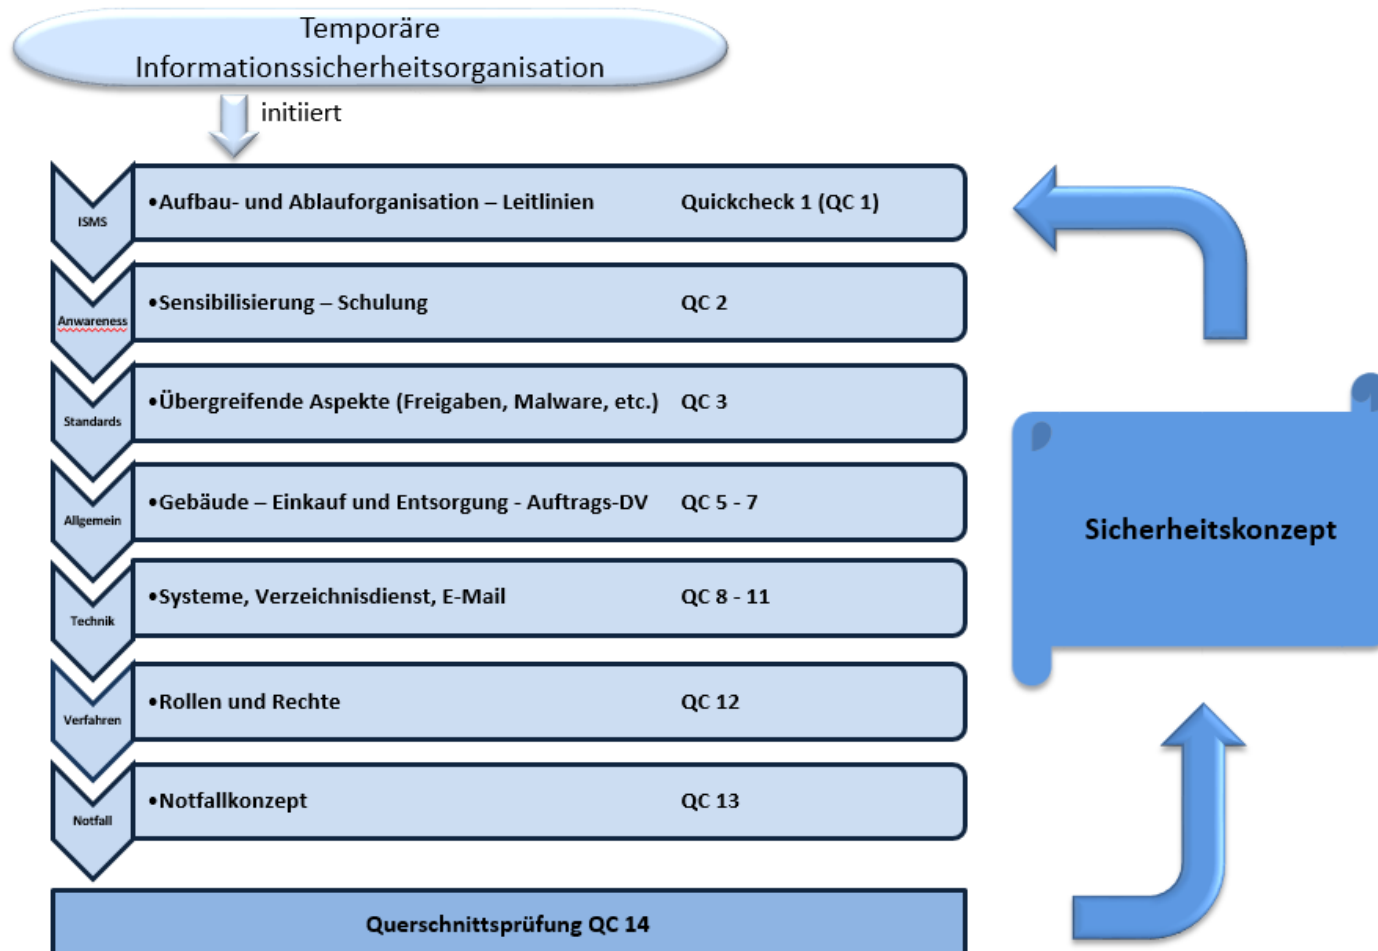 Temporäre
Informationssicherheitsorganisation
initiiert
ISMS
•Aufbau- und Ablauforganisation – Leitlinien Quickcheck 1 (QC 1)
Anwareness
•Sensibilisierung – Schulung QC 2
Standards
•Übergreifende Aspekte (Freigaben, Malware, etc.) QC 3
Allgemein
•Gebäude – Einkauf und Entsorgung - Auftrags-DV QC 5 - 7
Technik
•Systeme, Verzeichnisdienst, E-Mail QC 8 - 11
Verfahren
•Rollen und Rechte QC 12
Notfall
•Notfallkonzept QC 13
Querschnittsprüfung QC 14
Sicherheitskonzept